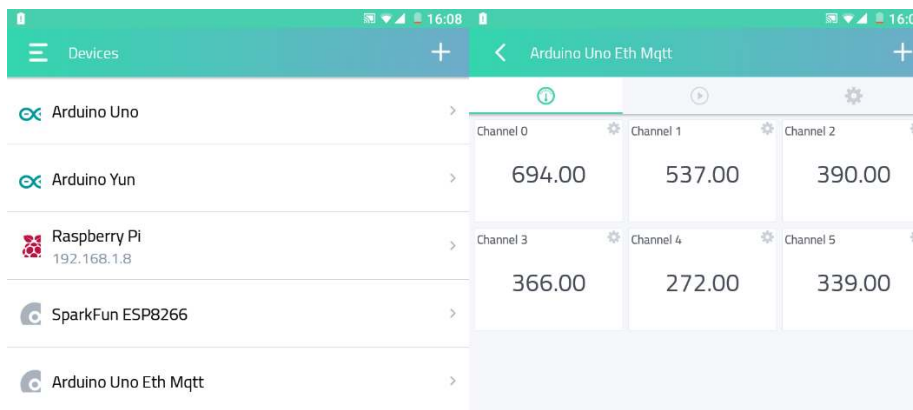 16:08
Devices
Arduino Uno
Arduino Yun
Raspberry Pi
192.168.1.8
SparkFun ESP8266
Arduino Uno Eth Mqtt
Arduino Uno Eth Mqtt
Channel 0
Channel 1
Channel 2
694.00
537.00
390.00
Channel 3
Channel 4
Channel 5
366.00
272.00
339.00